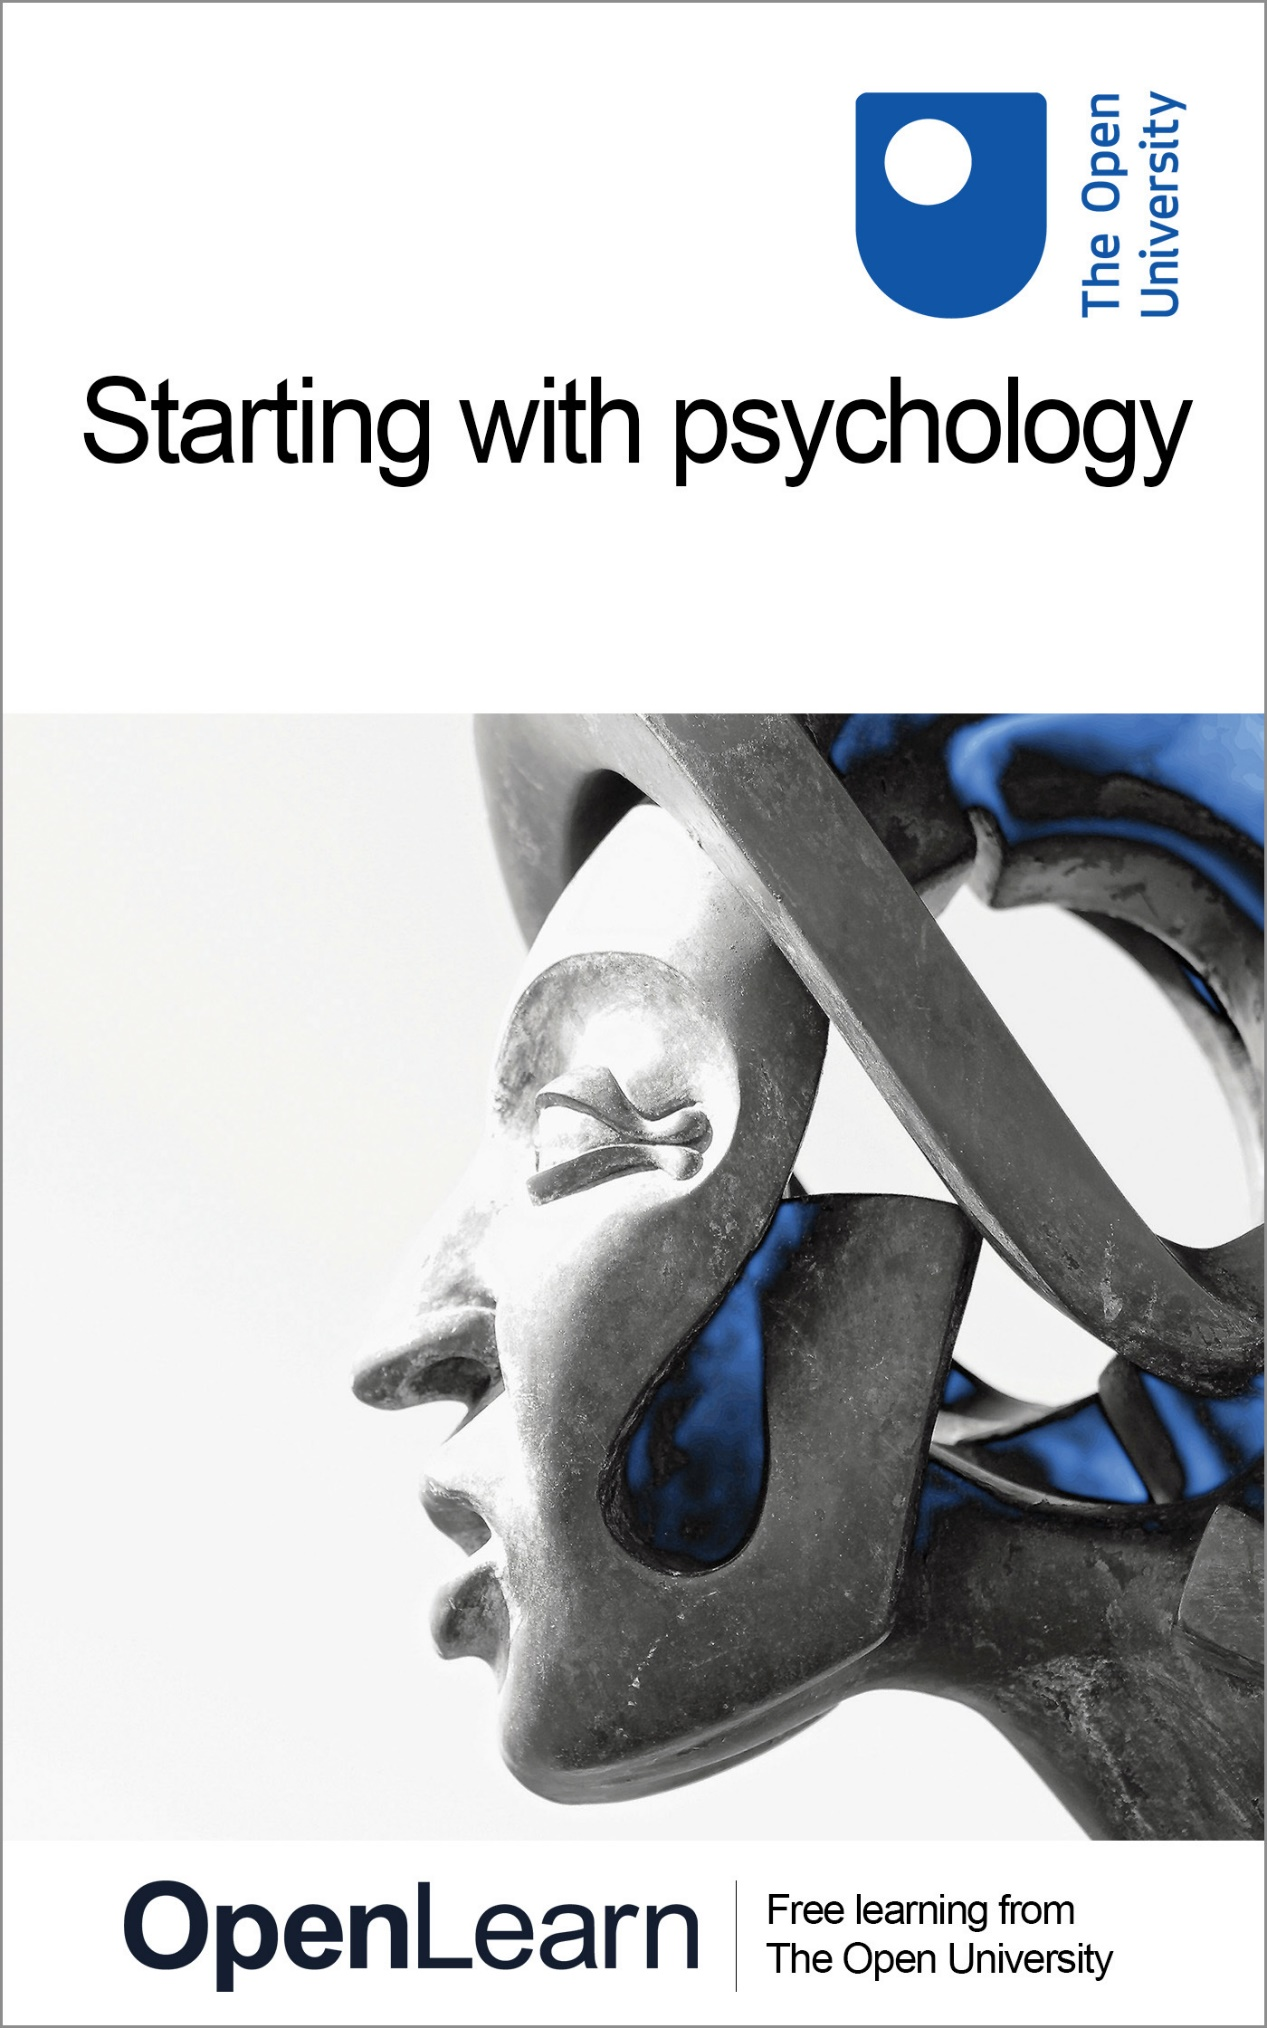 The Open
University
Starting with psychology
OpenLearn
Free learning from
The Open University